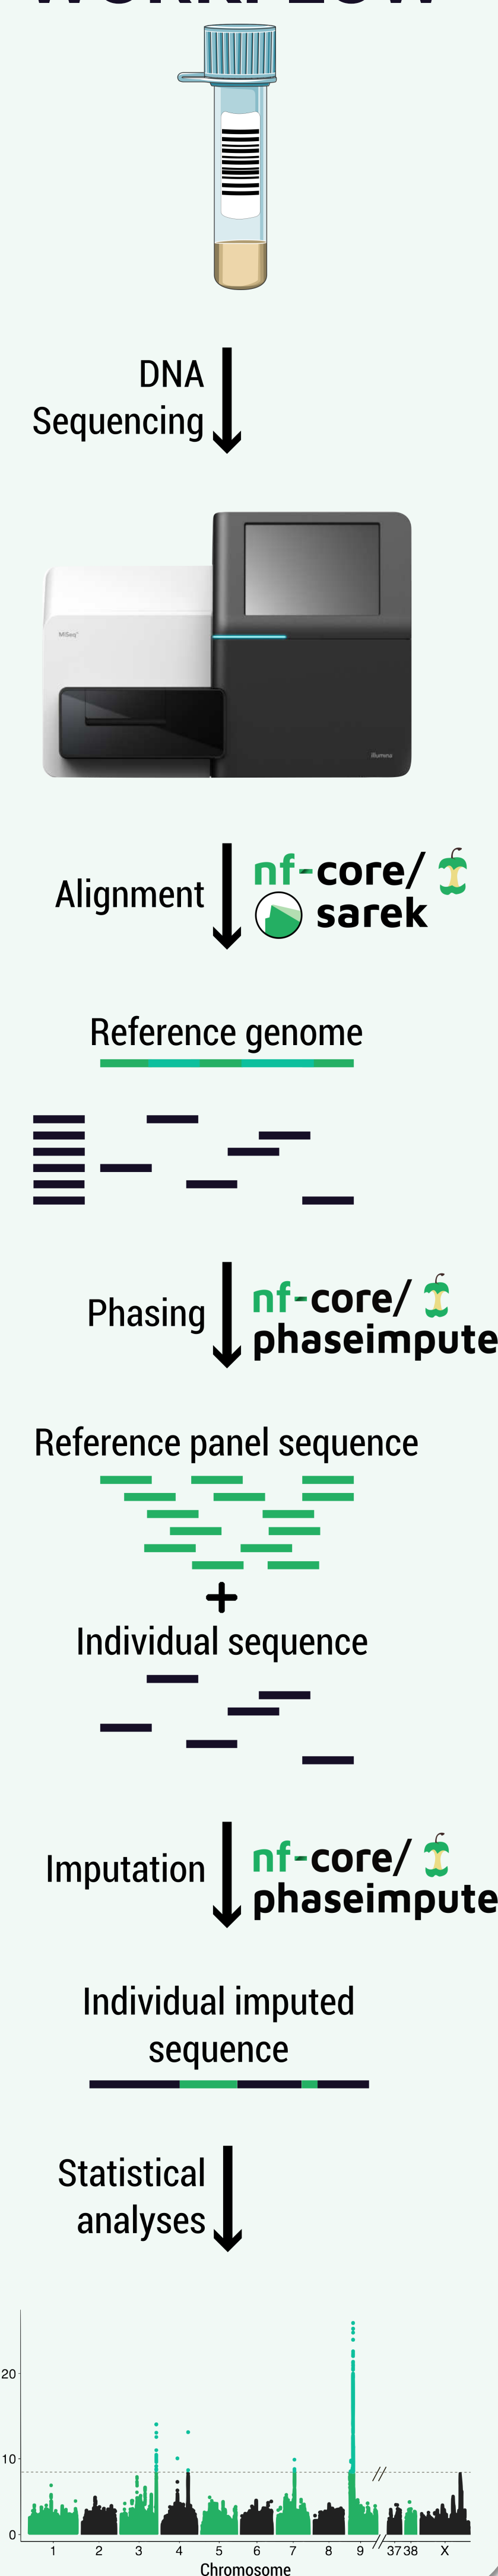 WORKFLOW
DNA
Sequencing
MiSeq
illumina
Alignment
nf-core/
sarek
Reference genome
Phasing
nf-core/
phaseimpute
Reference panel sequence
+
Individual sequence
Imputation
nf-core/
phaseimpute
Individual imputed
sequence
Statistical
analyses
20
10
0
1 2 3 4 5 6 7 8 9 // 37 38 X
Chromosome